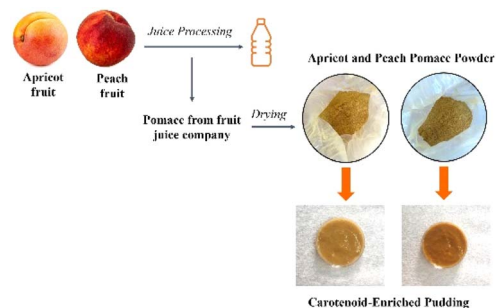 Juice Processing
Apricot
fruit
Peach
fruit
Apricot and Peach Pomace Powder
Pomace from fruit
juice company
Drying
Carotenoid-Enriched Pudding